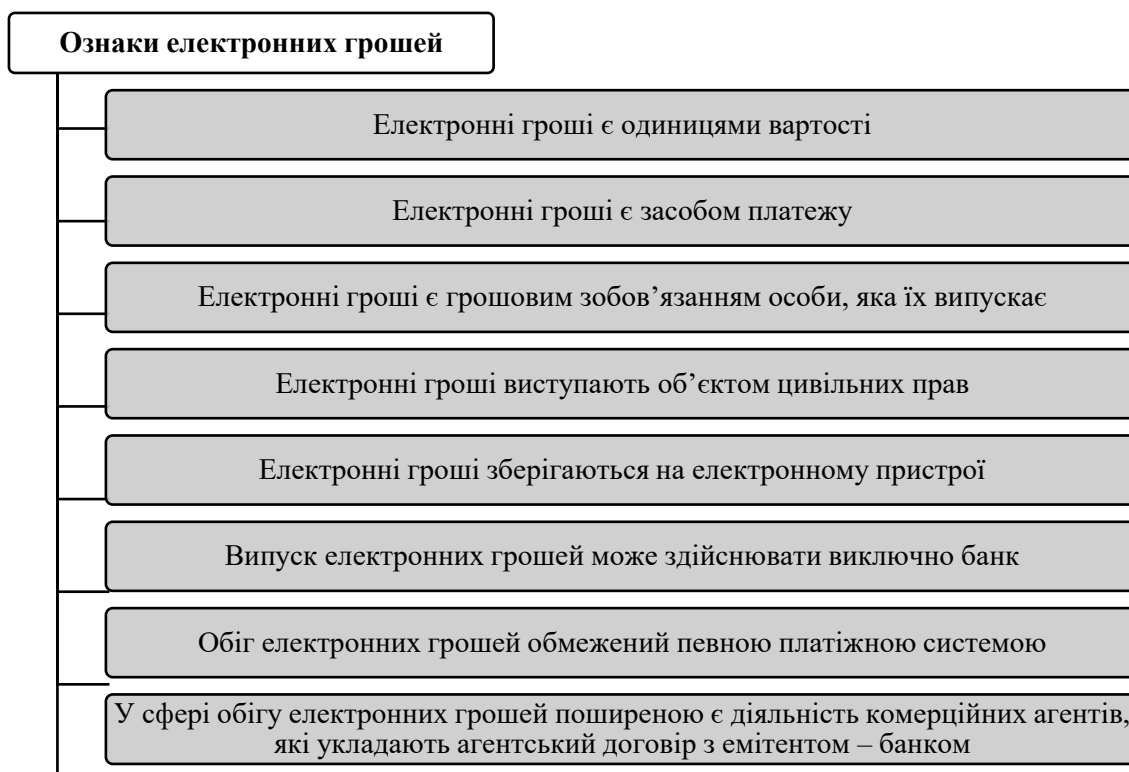 Ознаки електронних грошей
Електронні гроші є одиницями вартості
Електронні гроші є засобом платежу
Електронні гроші є грошовим зобов’язанням особи, яка їх випускає
Електронні гроші виступають об’єктом цивільних прав
Електронні гроші зберігаються на електронному пристрої
Випуск електронних грошей може здійснювати виключно банк
Обіг електронних грошей обмежений певною платіжною системою
У сфері обігу електронних грошей поширеною є діяльність комерційних агентів,
які укладають агентський договір з емітентом – банком